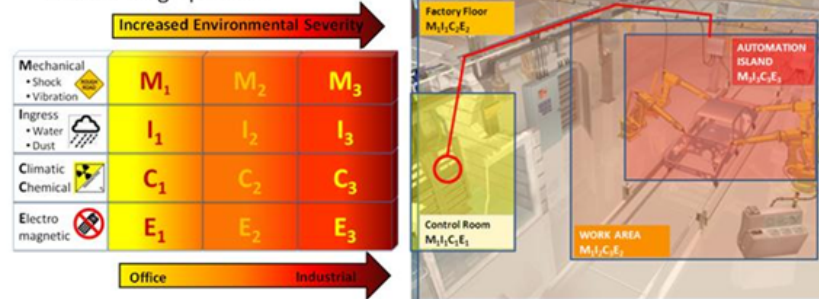 Increased Environmental Severity
Mechanical
• Shock
• Vibration
ROUGH
ROAD
M₁
M₂
M₃
Ingress
• Water
• Dust
I₁
I₂
I₃
Climatic
Chemical
C₁
C₂
C₃
Electro
magnetic
E₁
E₂
E₃
Office
Industrial
Factory Floor
M₁I₁C₂E₂
AUTOMATION
ISLAND
M₃I₃C₃E₃
Control Room
M₁I₁C₁E₁
WORK AREA